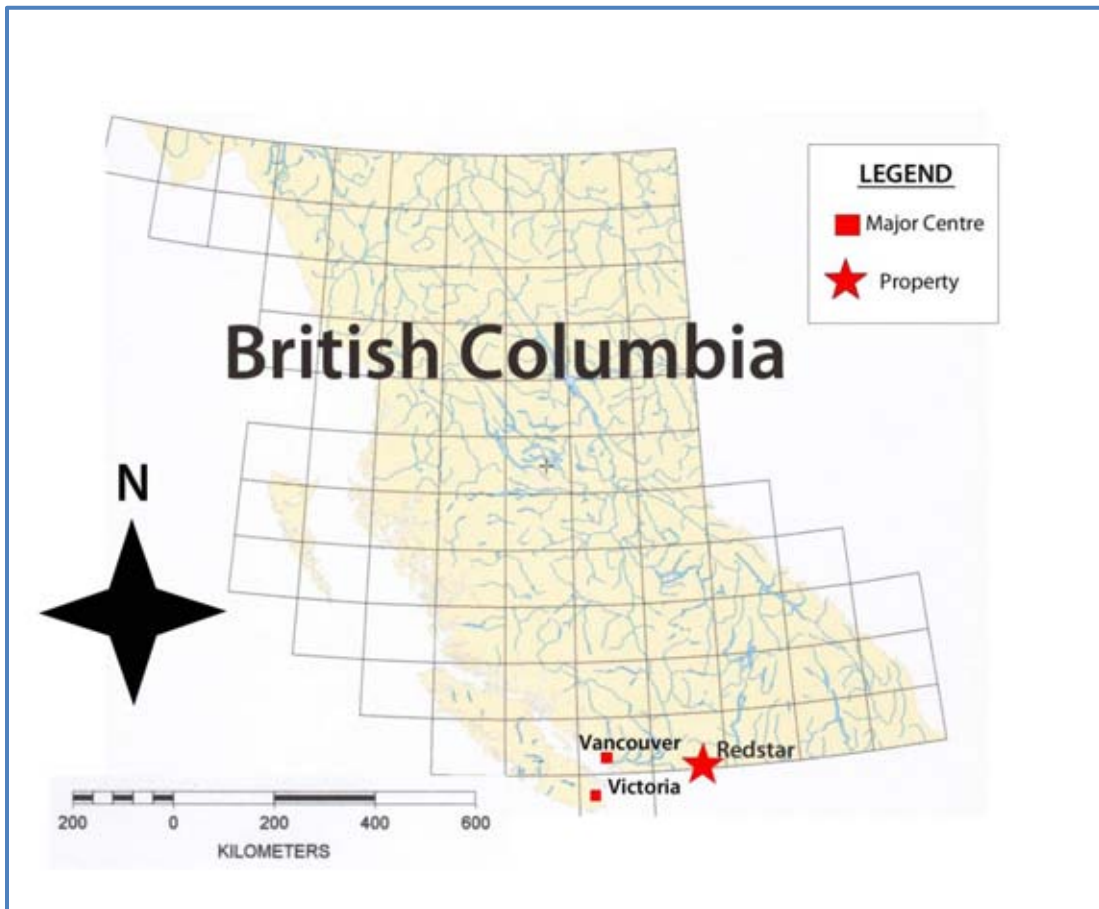 LEGEND
Major Centre
Property
British Columbia
N
Vancouver
Redstar
Victoria
200 0 200 400 600
KILOMETERS